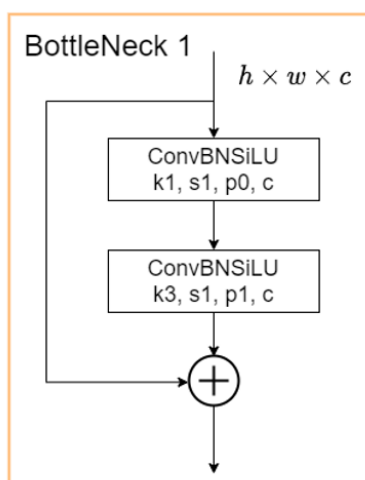 BottleNeck 1
h × w × c
ConvBNSiLU
k1, s1, p0, c
ConvBNSiLU
k3, s1, p1, c
+